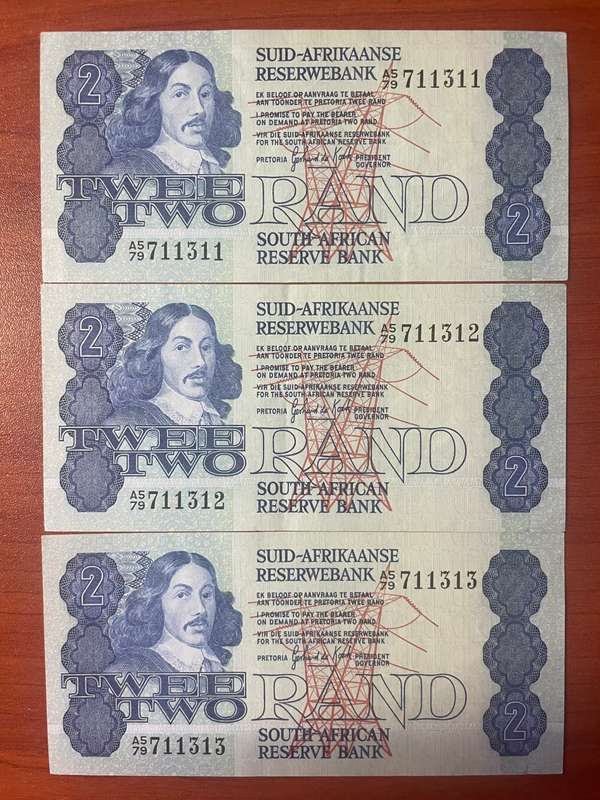 2
SUID-AFRIKAANSE
RESERWEBANK A5/79 711311
EK BELOOF OP AANVRAAG TE BETAAL
AAN TOONDER TE PRETORIA TWEE RAND
I PROMISE TO PAY THE BEARER
ON DEMAND AT PRETORIA TWO RAND
VIR DIE SUID-AFRIKAANSE RESERWEBANK
FOR THE SOUTH AFRICAN RESERVE BANK
PRETORIA PRESIDENT
GOVERNOR
TWEE
TWO RAND
2
A5/79 711311
SOUTH AFRICAN
RESERVE BANK
2
SUID-AFRIKAANSE
RESERWEBANK A5/79 711312
EK BELOOF OP AANVRAAG TE BETAAL
AAN TOONDER TE PRETORIA TWEE RAND
I PROMISE TO PAY THE BEARER
ON DEMAND AT PRETORIA TWO RAND
VIR DIE SUID-AFRIKAANSE RESERWEBANK
FOR THE SOUTH AFRICAN RESERVE BANK
PRETORIA PRESIDENT
GOVERNOR
TWEE
TWO RAND
2
A5/79 711312
SOUTH AFRICAN
RESERVE BANK
2
SUID-AFRIKAANSE
RESERWEBANK A5/79 711313
EK BELOOF OP AANVRAAG TE BETAAL
AAN TOONDER TE PRETORIA TWEE RAND
I PROMISE TO PAY THE BEARER
ON DEMAND AT PRETORIA TWO RAND
VIR DIE SUID-AFRIKAANSE RESERWEBANK
FOR THE SOUTH AFRICAN RESERVE BANK
PRETORIA PRESIDENT
GOVERNOR
TWEE
TWO RAND
2
A5/79 711313
SOUTH AFRICAN
RESERVE BANK